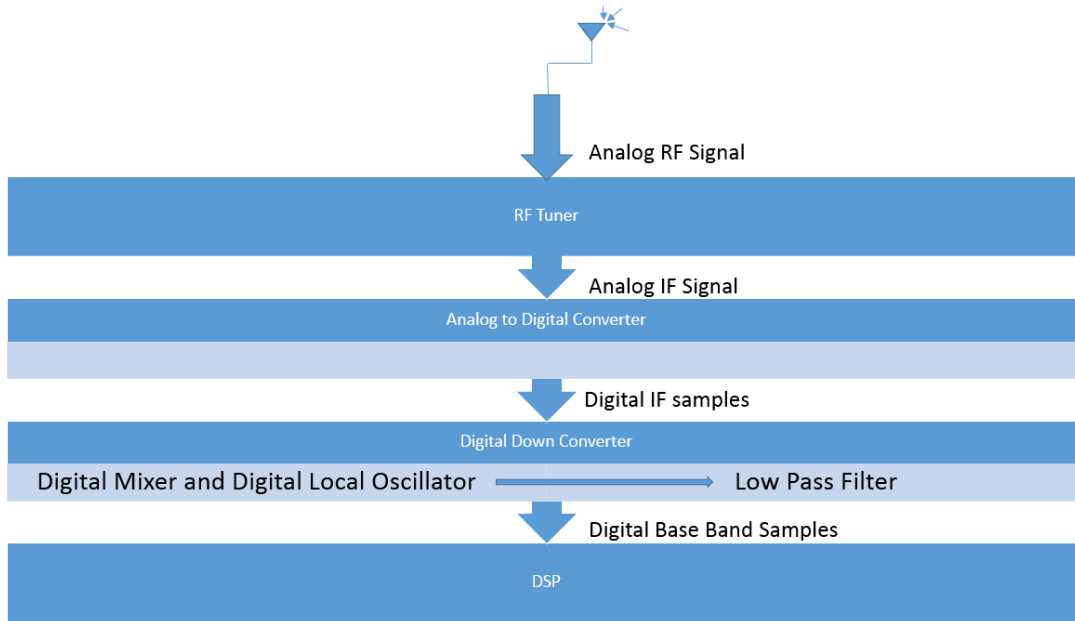 Analog RF Signal
RF Tuner
Analog IF Signal
Analog to Digital Converter
Digital IF samples
Digital Down Converter
Digital Mixer and Digital Local Oscillator
Low Pass Filter
Digital Base Band Samples
DSP